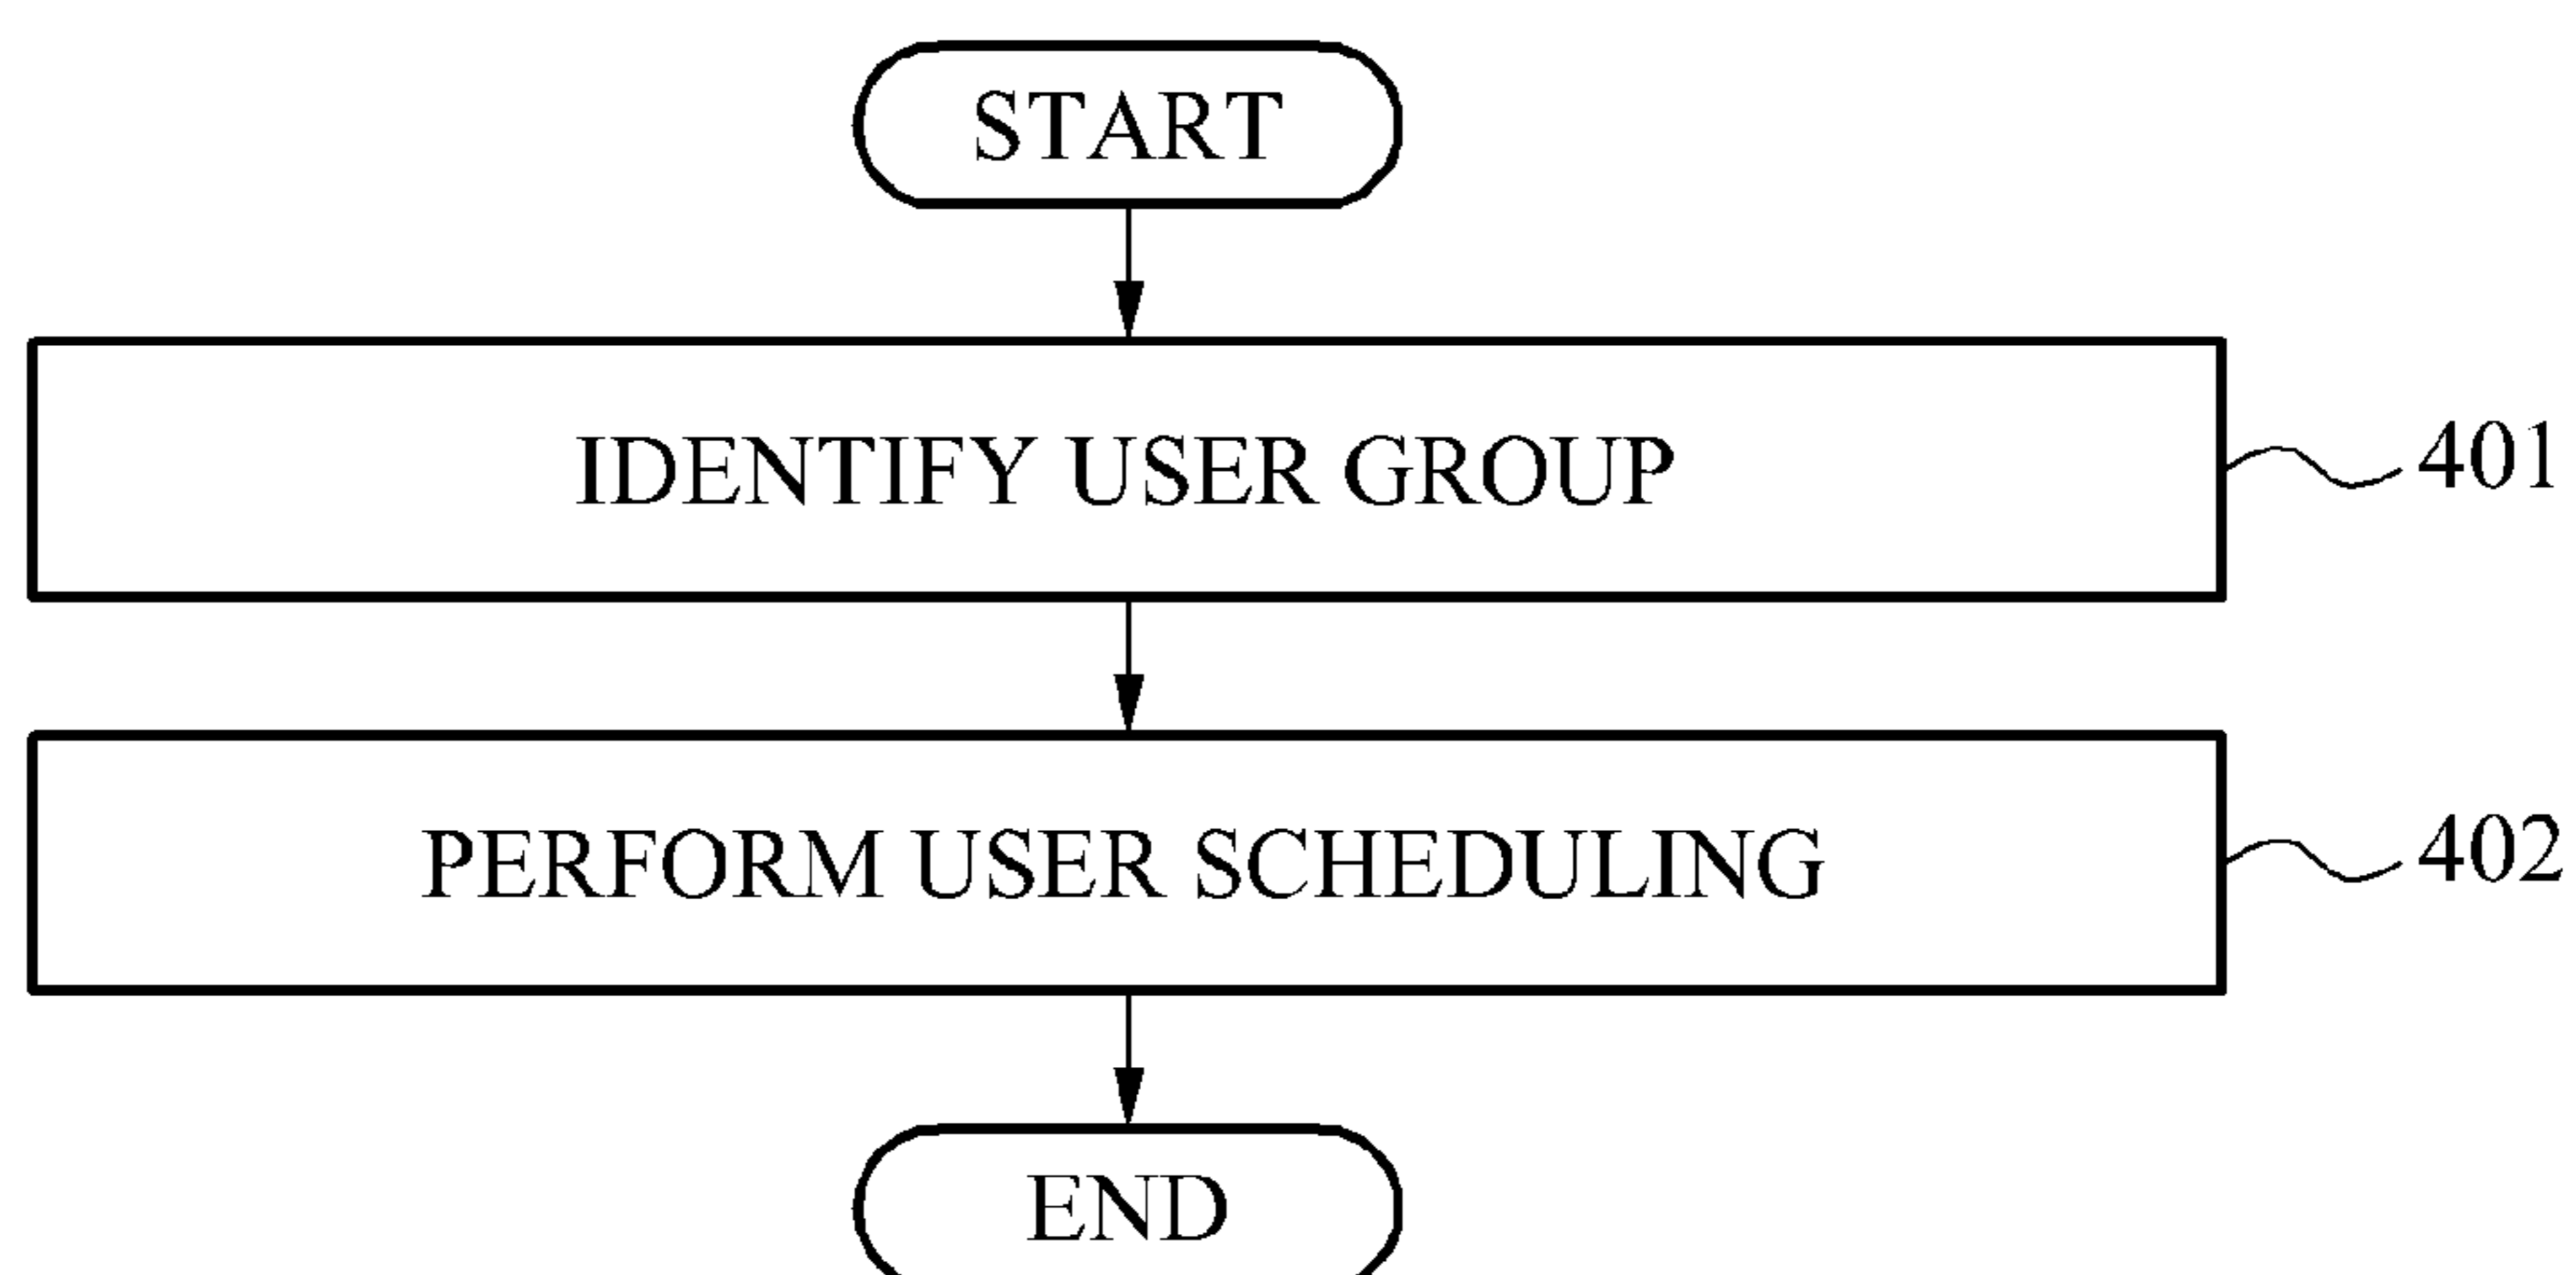 START
IDENTIFY USER GROUP
401
PERFORM USER SCHEDULING
402
END